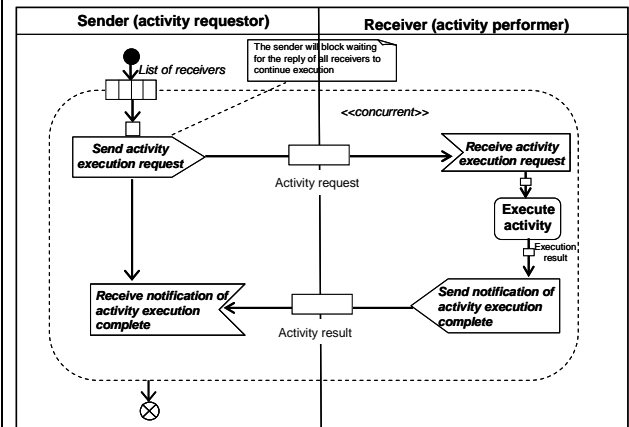 Sender (activity requestor)
Receiver (activity performer)
The sender will block waiting
for the reply of all receivers to
continue execution
List of receivers
<<concurrent>>
Send activity
execution request
Receive activity
execution request
Activity request
Execute
activity
Execution
result
Receive notification of
activity execution
complete
Send notification of
activity execution
complete
Activity result